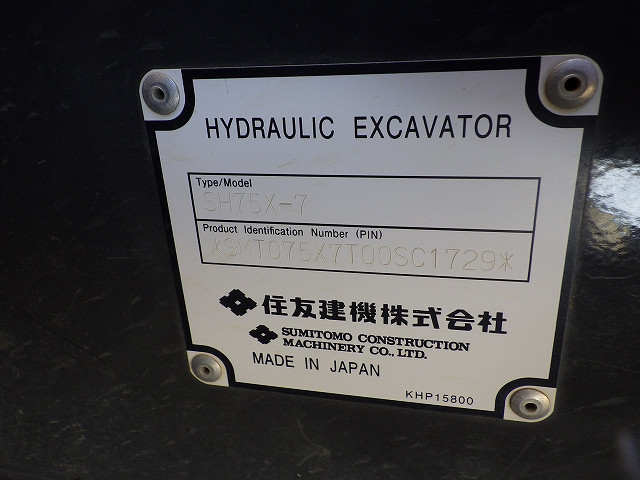 HYDRAULIC EXCAVATOR
Type/Model
SH75X-7
Product Identification Number (PIN)
*SMT075X7T00SC1729*
住友建機株式会社
SUMITOMO CONSTRUCTION
MACHINERY CO., LTD.
MADE IN JAPAN
KHP15800